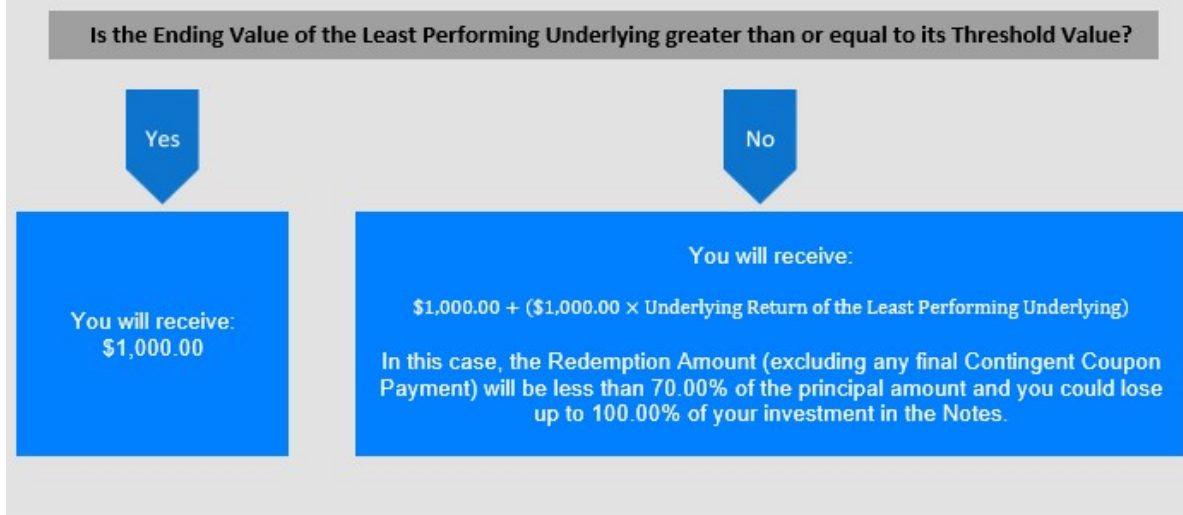 Is the Ending Value of the Least Performing Underlying greater than or equal to its Threshold Value?
Yes
No
You will receive:
$1,000.00
You will receive:
$1,000.00 + ($1,000.00 × Underlying Return of the Least Performing Underlying)
In this case, the Redemption Amount (excluding any final Contingent Coupon
Payment) will be less than 70.00% of the principal amount and you could lose
up to 100.00% of your investment in the Notes.